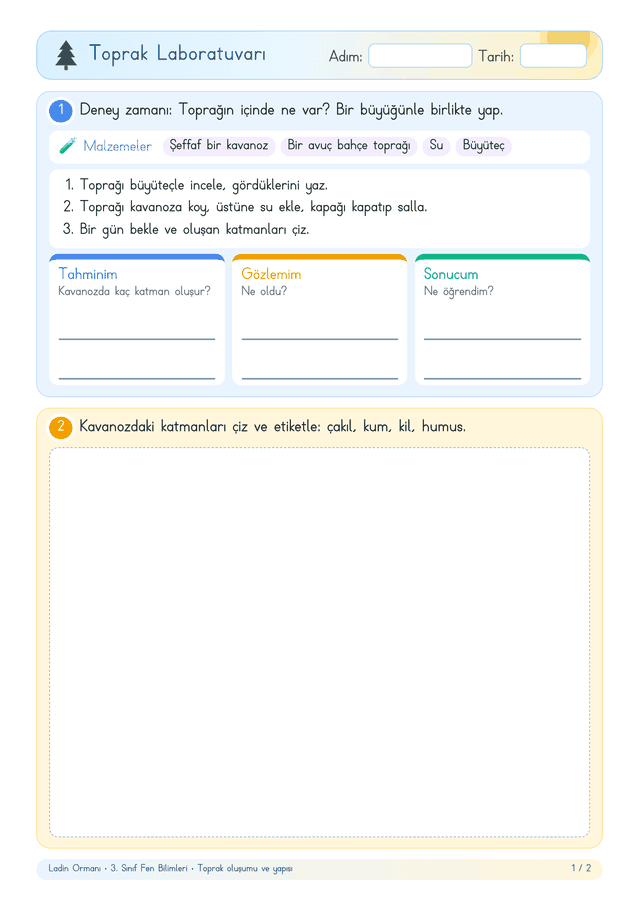 Toprak Laboratuvarı
Adım:
Tarih:
1 Deney zamanı: Toprağın içinde ne var? Bir büyüğünle birlikte yap.
Malzemeler Şeffaf bir kavanoz Bir avuç bahçe toprağı Su Büyüteç
1. Toprağı büyüteçle incele, gördüklerini yaz.
2. Toprağı kavanoza koy, üstüne su ekle, kapağı kapatıp salla.
3. Bir gün bekle ve oluşan katmanları çiz.
Tahminim
Kavanozda kaç katman oluşur?
Gözlemim
Ne oldu?
Sonucum
Ne öğrendim?
2 Kavanozdaki katmanları çiz ve etiketle: çakıl, kum, kil, humus.
Ladin Ormanı • 3. Sınıf Fen Bilimleri • Toprak oluşumu ve yapısı
1 / 2